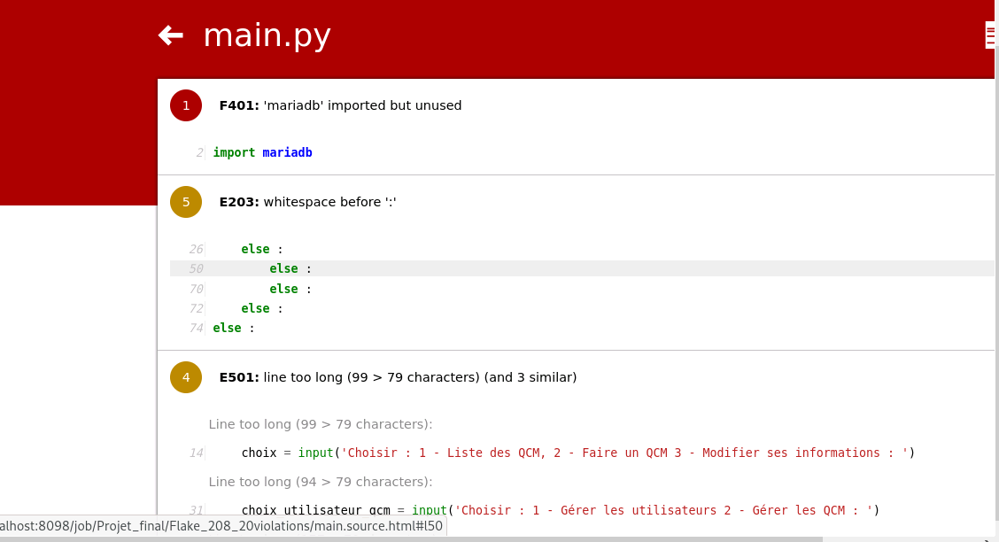 main.py
1 F401: 'mariadb' imported but unused
2 import mariadb
5 E203: whitespace before ':'
26 else :
50 else :
70 else :
72 else :
74 else :
4 E501: line too long (99 > 79 characters) (and 3 similar)
Line too long (99 > 79 characters):
14 choix = input('Choisir : 1 - Liste des QCM, 2 - Faire un QCM 3 - Modifier ses informations : ')
Line too long (94 > 79 characters):
31 choix_utilisateur_qcm = input('Choisir : 1 - Gérer les utilisateurs 2 - Gérer les QCM : ')
alhost:8098/job/Projet_final/Flake_208_20violations/main.source.html#l50